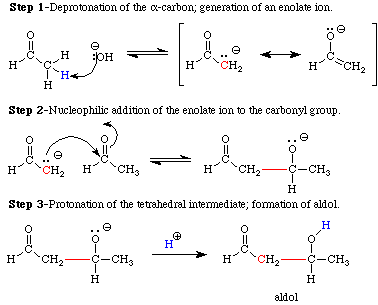 Step 1-Deprotonation of the α-carbon; generation of an enolate ion.
O H O
H C C H :OH H C CH2 H C CH2
H
Step 2-Nucleophilic addition of the enolate ion to the carbonyl group.
O O O O
H C CH2 H C CH3 H C CH2 C CH3
H
Step 3-Protonation of the tetrahedral intermediate; formation of aldol.
O O H O O H
H C CH2 C CH3 H C CH2 C CH3
H H
aldol